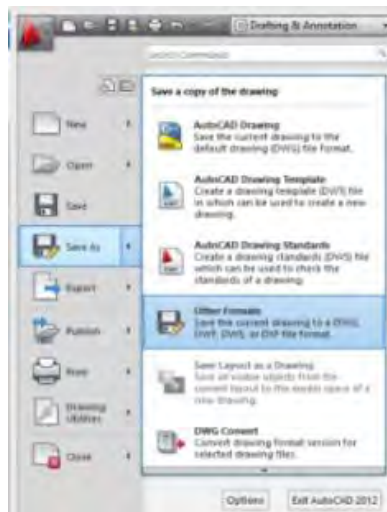 Drafting & Annotation
Search Commands
Save a copy of the drawing
New
Open
Save
Save As
Export
Publish
Print
Drawing
Utilities
Close
AutoCAD Drawing
Save the current drawing to the
default drawing (DWG) file format.
AutoCAD Drawing Template
Create a drawing template (DWT) file
in which can be used to create a new
drawing.
AutoCAD Drawing Standards
Create a drawing standards (DWS) file
which can be used to check the
standards of a drawing.
Other Formats
Save the current drawing to a DWG,
DWT, DWS, or DXF file format.
Save Layout as a Drawing
Save all visible objects from the
current layout to the model space of a
new drawing.
DWG Convert
Convert drawing format version for
selected drawing files.
Options
Exit AutoCAD 2012